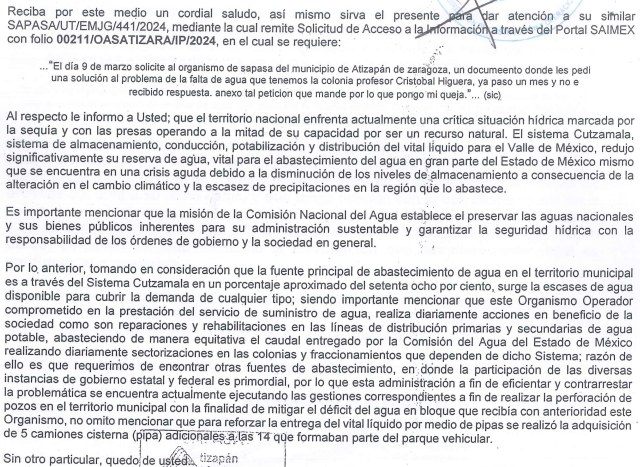 Reciba por este medio un cordial saludo, así mismo sirva el presente para dar atención a su similar
SAPASA/UT/EMJG/441/2024, mediante la cual remite Solicitud de Acceso a la Información a través del Portal SAIMEX
con folio 00211/OASATIZARA/IP/2024, en el cual se requiere:
..."El día 9 de marzo solicite al organismo de sapasa del municipio de Atizapán de zaragoza, un documeento donde les pedi
una solución al problema de la falta de agua que tenemos la colonia profesor Cristobal Higuera, ya paso un mes y no e
recibido respuesta. anexo tal peticion que mande por lo que pongo mi queja."... (sic)
Al respecto le informo a Usted; que el territorio nacional enfrenta actualmente una crítica situación hídrica marcada por
la sequía y con las presas operando a la mitad de su capacidad por ser un recurso natural. El sistema Cutzamala,
sistema de almacenamiento, conducción, potabilización y distribución del vital líquido para el Valle de México, redujo
significativamente su reserva de agua, vital para el abastecimiento del agua en gran parte del Estado de México mismo
que se encuentra en una crisis aguda debido a la disminución de los niveles de almacenamiento a consecuencia de la
alteración en el cambio climático y la escasez de precipitaciones en la región que lo abastece.
Es importante mencionar que la misión de la Comisión Nacional del Agua establece el preservar las aguas nacionales
y sus bienes públicos inherentes para su administración sustentable y garantizar la seguridad hídrica con la
responsabilidad de los órdenes de gobierno y la sociedad en general.
Por lo anterior, tomando en consideración que la fuente principal de abastecimiento de agua en el territorio municipal
es a través del Sistema Cutzamala en un porcentaje aproximado del setenta ocho por ciento, surge la escases de agua
disponible para cubrir la demanda de cualquier tipo; siendo importante mencionar que este Organismo Operador
comprometido en la prestación del servicio de suministro de agua, realiza diariamente acciones en beneficio de la
sociedad como son reparaciones y rehabilitaciones en las líneas de distribución primarias y secundarias de agua
potable, abasteciendo de manera equitativa el caudal entregado por la Comisión del Agua del Estado de México
realizando diariamente sectorizaciones en las colonias y fraccionamientos que dependen de dicho Sistema; razón de
ello es que requerimos de encontrar otras fuentes de abastecimiento, en dónde la participación de las diversas
instancias de gobierno estatal y federal es primordial, por lo que esta administración a fin de eficientar y contrarrestar
la problemática se encuentra actualmente ejecutando las gestiones correspondientes a fin de realizar la perforación de
pozos en el territorio municipal con la finalidad de mitigar el déficit del agua en bloque que recibía con anterioridad este
Organismo, no omito mencionar que para reforzar la entrega del vital líquido por medio de pipas se realizó la adquisición
de 5 camiones cisterna (pipa) adicionales a las 14 que formaban parte del parque vehicular.
Sin otro particular, quedo de usted.
tizapán